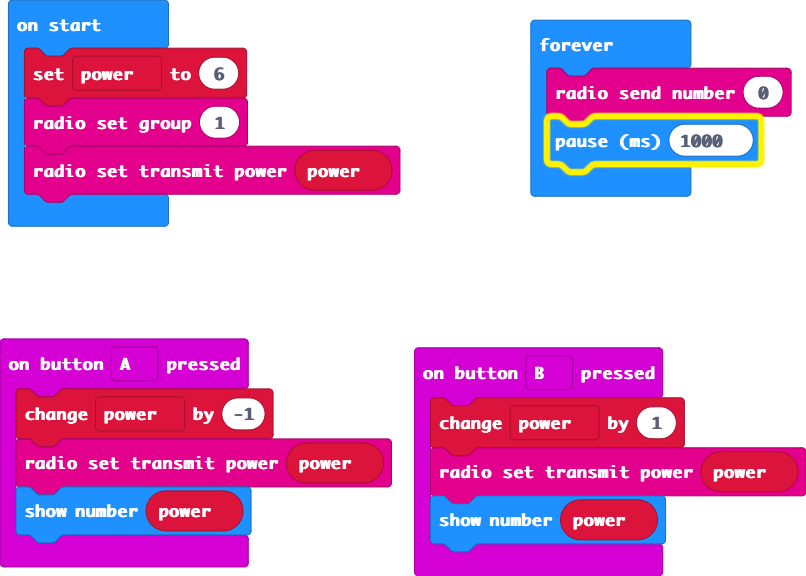 on start
set power to 6
radio set group 1
radio set transmit power power
forever
radio send number 0
pause (ms) 1000
on button A pressed
change power by -1
radio set transmit power power
show number power
on button B pressed
change power by 1
radio set transmit power power
show number power